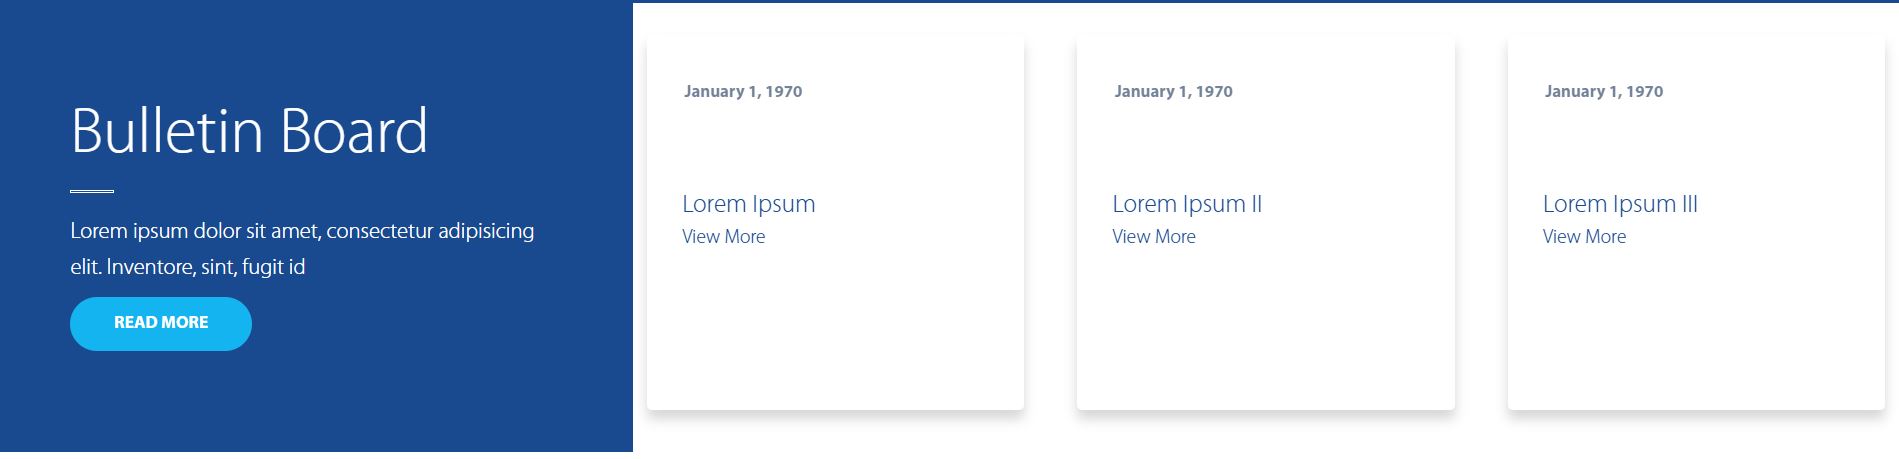 Bulletin Board
Lorem ipsum dolor sit amet, consectetur adipisicing
elit. Inventore, sint, fugit id
READ MORE
January 1, 1970
Lorem Ipsum
View More
January 1, 1970
Lorem Ipsum II
View More
January 1, 1970
Lorem Ipsum III
View More